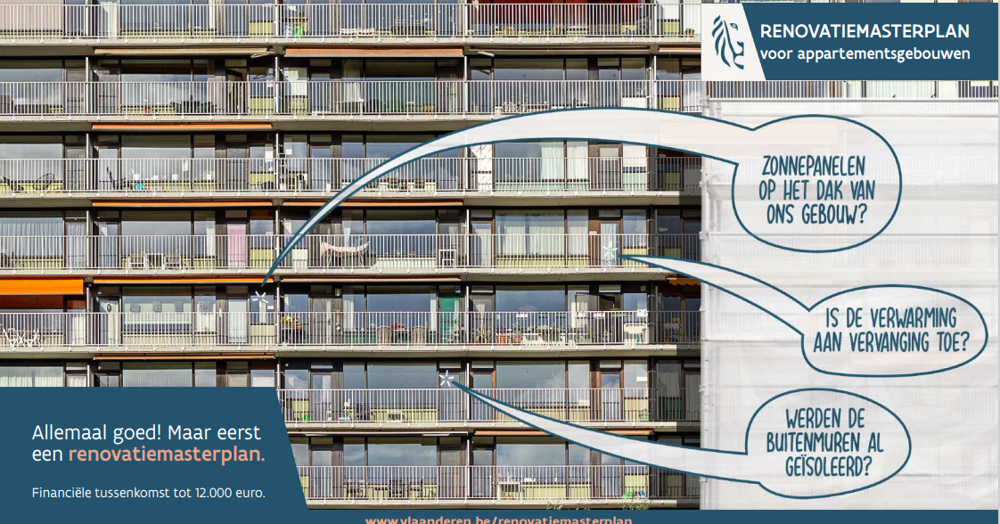 RENOVATIEMASTERPLAN
voor appartementsgebouwen
ZONNEPANELEN
OP HET DAK VAN
ONS GEBOUW?
IS DE VERWARMING
AAN VERVANGING TOE?
WERDEN DE
BUITENMUREN AL
GEÏSOLEERD?
Allemaal goed! Maar eerst
een renovatiemasterplan.
Financiële tussenkomst tot 12.000 euro.
www.vlaanderen.be/renovatiemasterplan